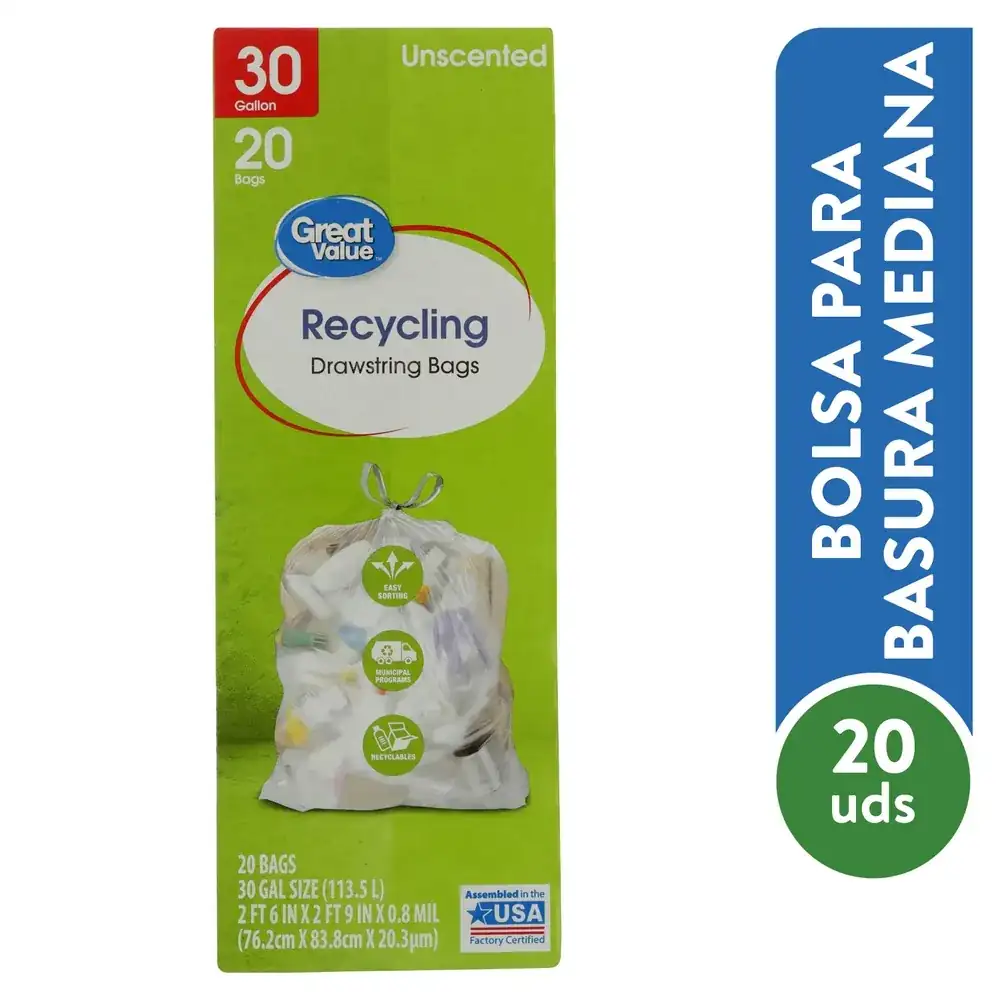 30
Gallon
Unscented
20
Bags
Great
Value™
Recycling
Drawstring Bags
EASY
SORTING
MUNICIPAL
PROGRAMS
RECYCLABLES
20 BAGS
30 GAL SIZE (113.5 L)
2 FT 6 IN X 2 FT 9 IN X 0.8 MIL
(76.2cm X 83.8cm X 20.3µm)
Assembled in the
USA
Factory Certified
BOLSA PARA
BASURA MEDIANA
20
uds